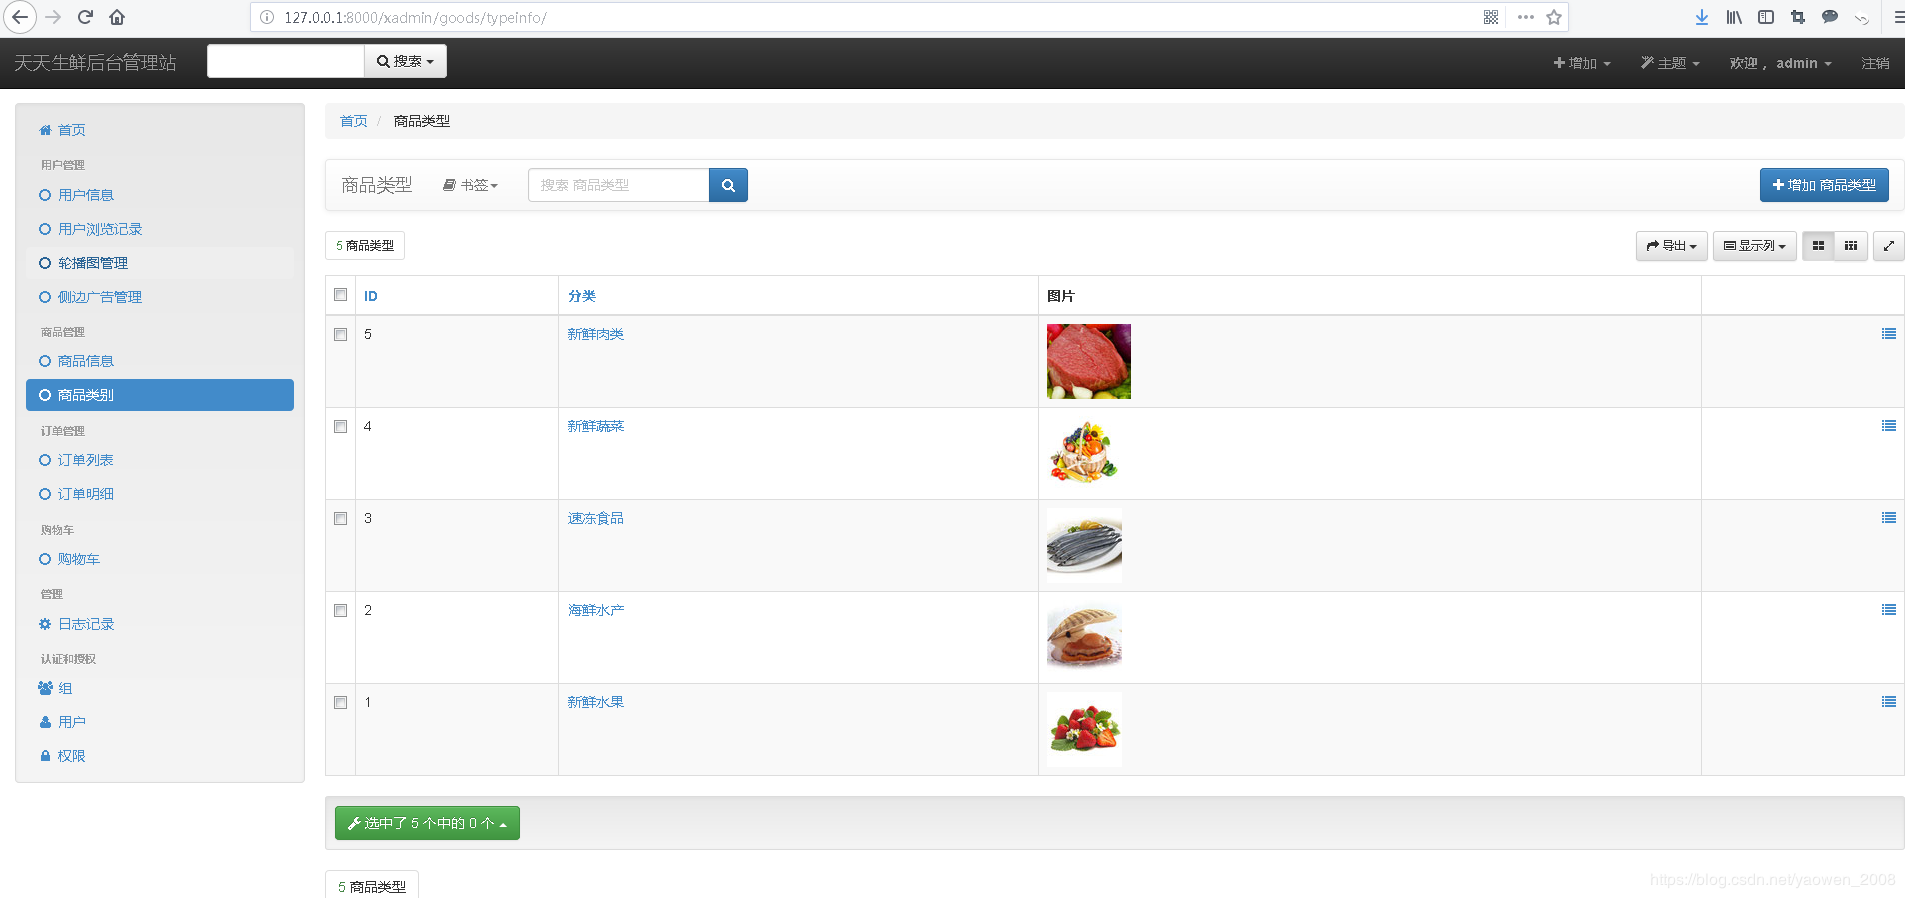 127.0.0.1:8000/xadmin/goods/typeinfo/
天天生鲜后台管理站
搜索
增加
主题
欢迎， admin
注销
首页
用户管理
用户信息
用户浏览记录
轮播图管理
侧边广告管理
商品管理
商品信息
商品类别
订单管理
订单列表
订单明细
购物车
购物车
管理
日志记录
认证和授权
组
用户
权限
首页 / 商品类型
商品类型
书签
搜索 商品类型
增加 商品类型
5 商品类型
导出
显示列
ID 分类 图片
5 新鲜肉类
4 新鲜蔬菜
3 速冻食品
2 海鲜水产
1 新鲜水果
选中了 5 个中的 0 个
5 商品类型
https://blog.csdn.net/yaowen_2008